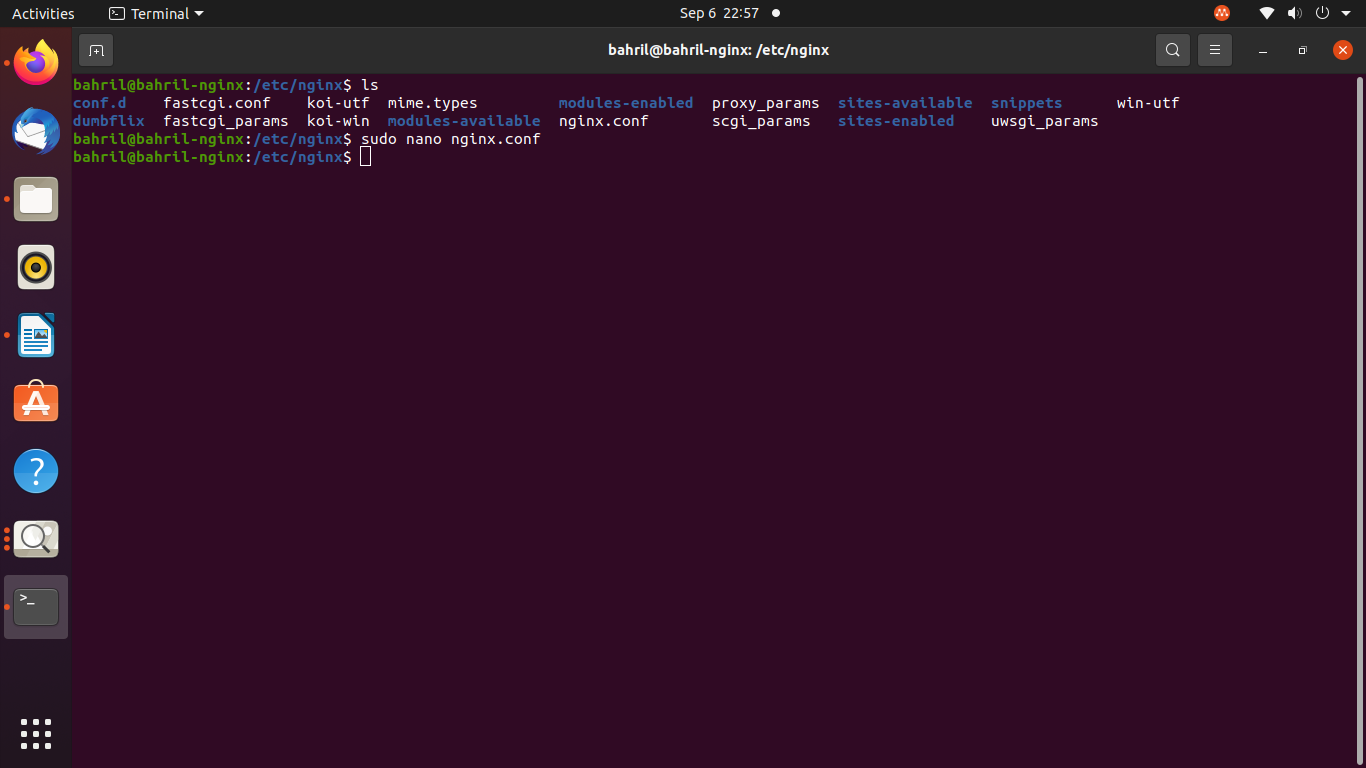 Activities Terminal Sep 6 22:57
bahril@bahril-nginx: /etc/nginx
bahril@bahril-nginx:/etc/nginx$ ls
conf.d fastcgi.conf koi-utf mime.types modules-enabled proxy_params sites-available snippets win-utf
dumbflix fastcgi_params koi-win modules-available nginx.conf scgi_params sites-enabled uwsgi_params
bahril@bahril-nginx:/etc/nginx$ sudo nano nginx.conf
bahril@bahril-nginx:/etc/nginx$